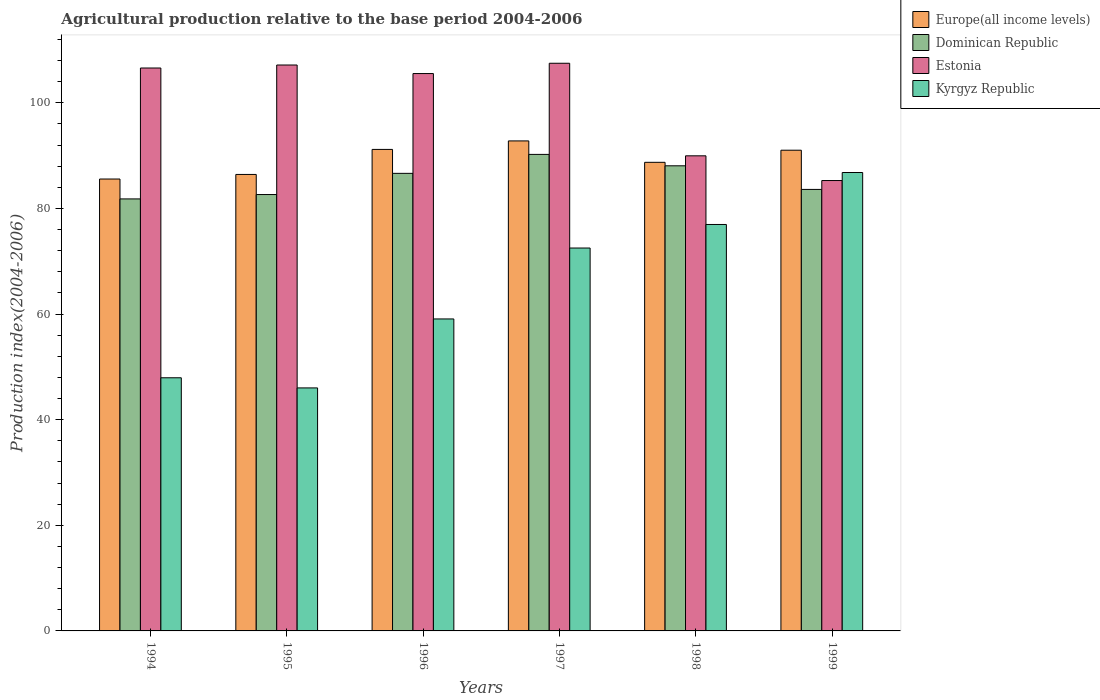 Agricultural production relative to the base period 2004-2006
Europe(all income levels)
Dominican Republic
Estonia
Kyrgyz Republic
Production index(2004-2006)
100
80
60
40
20
0
1994
1995
1996
1997
1998
1999
Years